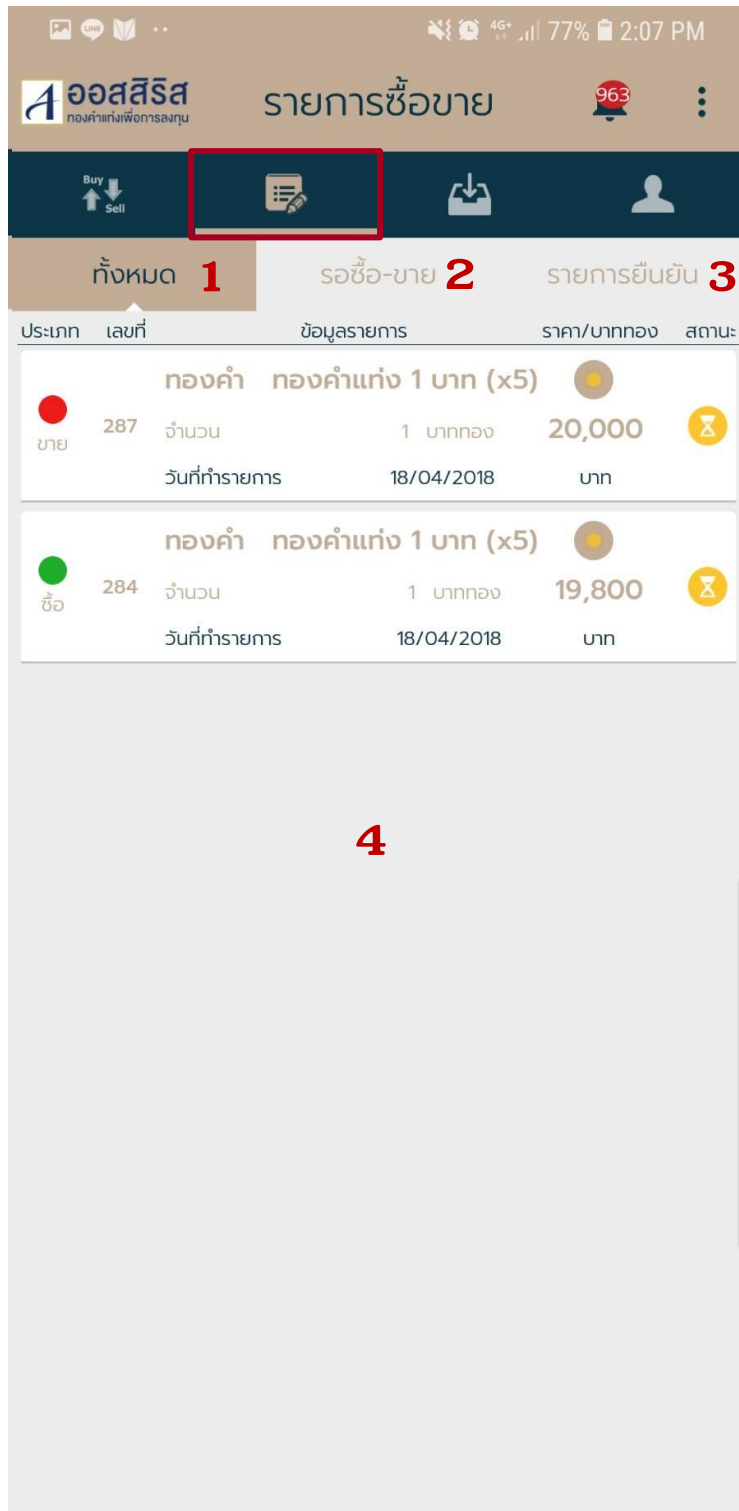 4G+ 77% 2:07 PM
A ออสสิริส
ทองคำแท่งเพื่อการลงทุน
รายการซื้อขาย
963
Buy
Sell
ทั้งหมด 1 รอซื้อ-ขาย 2 รายการยืนยัน 3
ประเภท เลขที่ ข้อมูลรายการ ราคา/บาททอง สถานะ
ทองคำ ทองคำแท่ง 1 บาท (x5)
ขาย 287 จำนวน 1 บาททอง 20,000
วันที่ทำรายการ 18/04/2018 บาท
ทองคำ ทองคำแท่ง 1 บาท (x5)
ซื้อ 284 จำนวน 1 บาททอง 19,800
วันที่ทำรายการ 18/04/2018 บาท
4